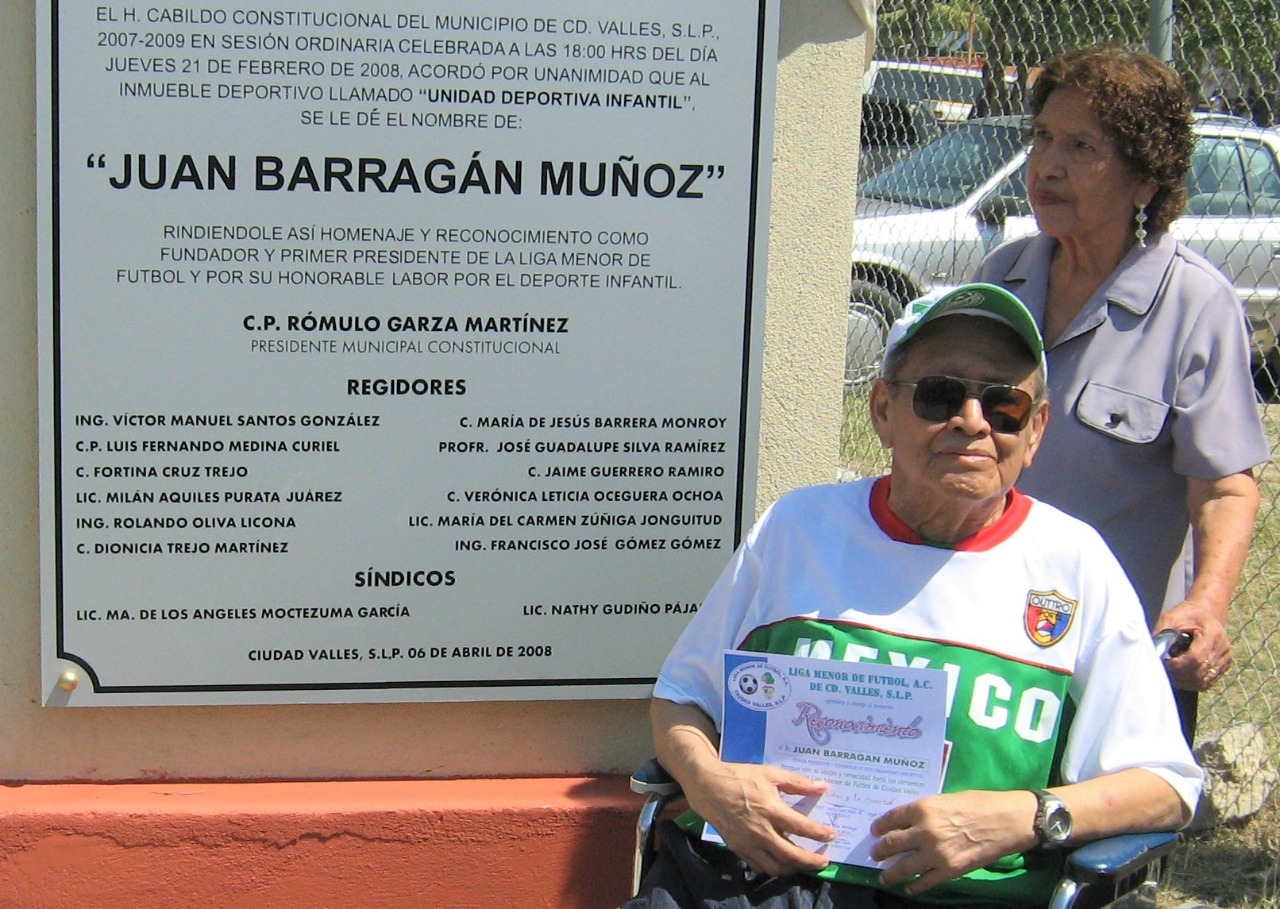 EL H. CABILDO CONSTITUCIONAL DEL MUNICIPIO DE CD. VALLES, S.L.P.,
2007-2009 EN SESIÓN ORDINARIA CELEBRADA A LAS 18:00 HRS DEL DÍA
JUEVES 21 DE FEBRERO DE 2008, ACORDÓ POR UNANIMIDAD QUE AL
INMUEBLE DEPORTIVO LLAMADO "UNIDAD DEPORTIVA INFANTIL",
SE LE DÉ EL NOMBRE DE:
"JUAN BARRAGÁN MUÑOZ"
RINDIENDOLE ASÍ HOMENAJE Y RECONOCIMIENTO COMO
FUNDADOR Y PRIMER PRESIDENTE DE LA LIGA MENOR DE
FUTBOL Y POR SU HONORABLE LABOR POR EL DEPORTE INFANTIL.
C.P. RÓMULO GARZA MARTÍNEZ
PRESIDENTE MUNICIPAL CONSTITUCIONAL
REGIDORES
ING. VÍCTOR MANUEL SANTOS GONZÁLEZ C. MARÍA DE JESÚS BARRERA MONROY
C.P. LUIS FERNANDO MEDINA CURIEL PROFR. JOSÉ GUADALUPE SILVA RAMÍREZ
C. FORTINA CRUZ TREJO C. JAIME GUERRERO RAMIRO
LIC. MILÁN AQUILES PURATA JUÁREZ C. VERÓNICA LETICIA OCEGUERA OCHOA
ING. ROLANDO OLIVA LICONA LIC. MARÍA DEL CARMEN ZÚÑIGA JONGUITUD
C. DIONICIA TREJO MARTÍNEZ ING. FRANCISCO JOSÉ GÓMEZ GÓMEZ
SÍNDICOS
LIC. MA. DE LOS ANGELES MOCTEZUMA GARCÍA LIC. NATHY GUDIÑO
CIUDAD VALLES, S.L.P. 06 DE ABRIL DE 2008
OUTTRO
MEXICO
LIGA MENOR DE FUTBOL, A.C.
DE CD. VALLES, S.L.P.
Reconocimiento
JUAN BARRAGAN MUÑOZ